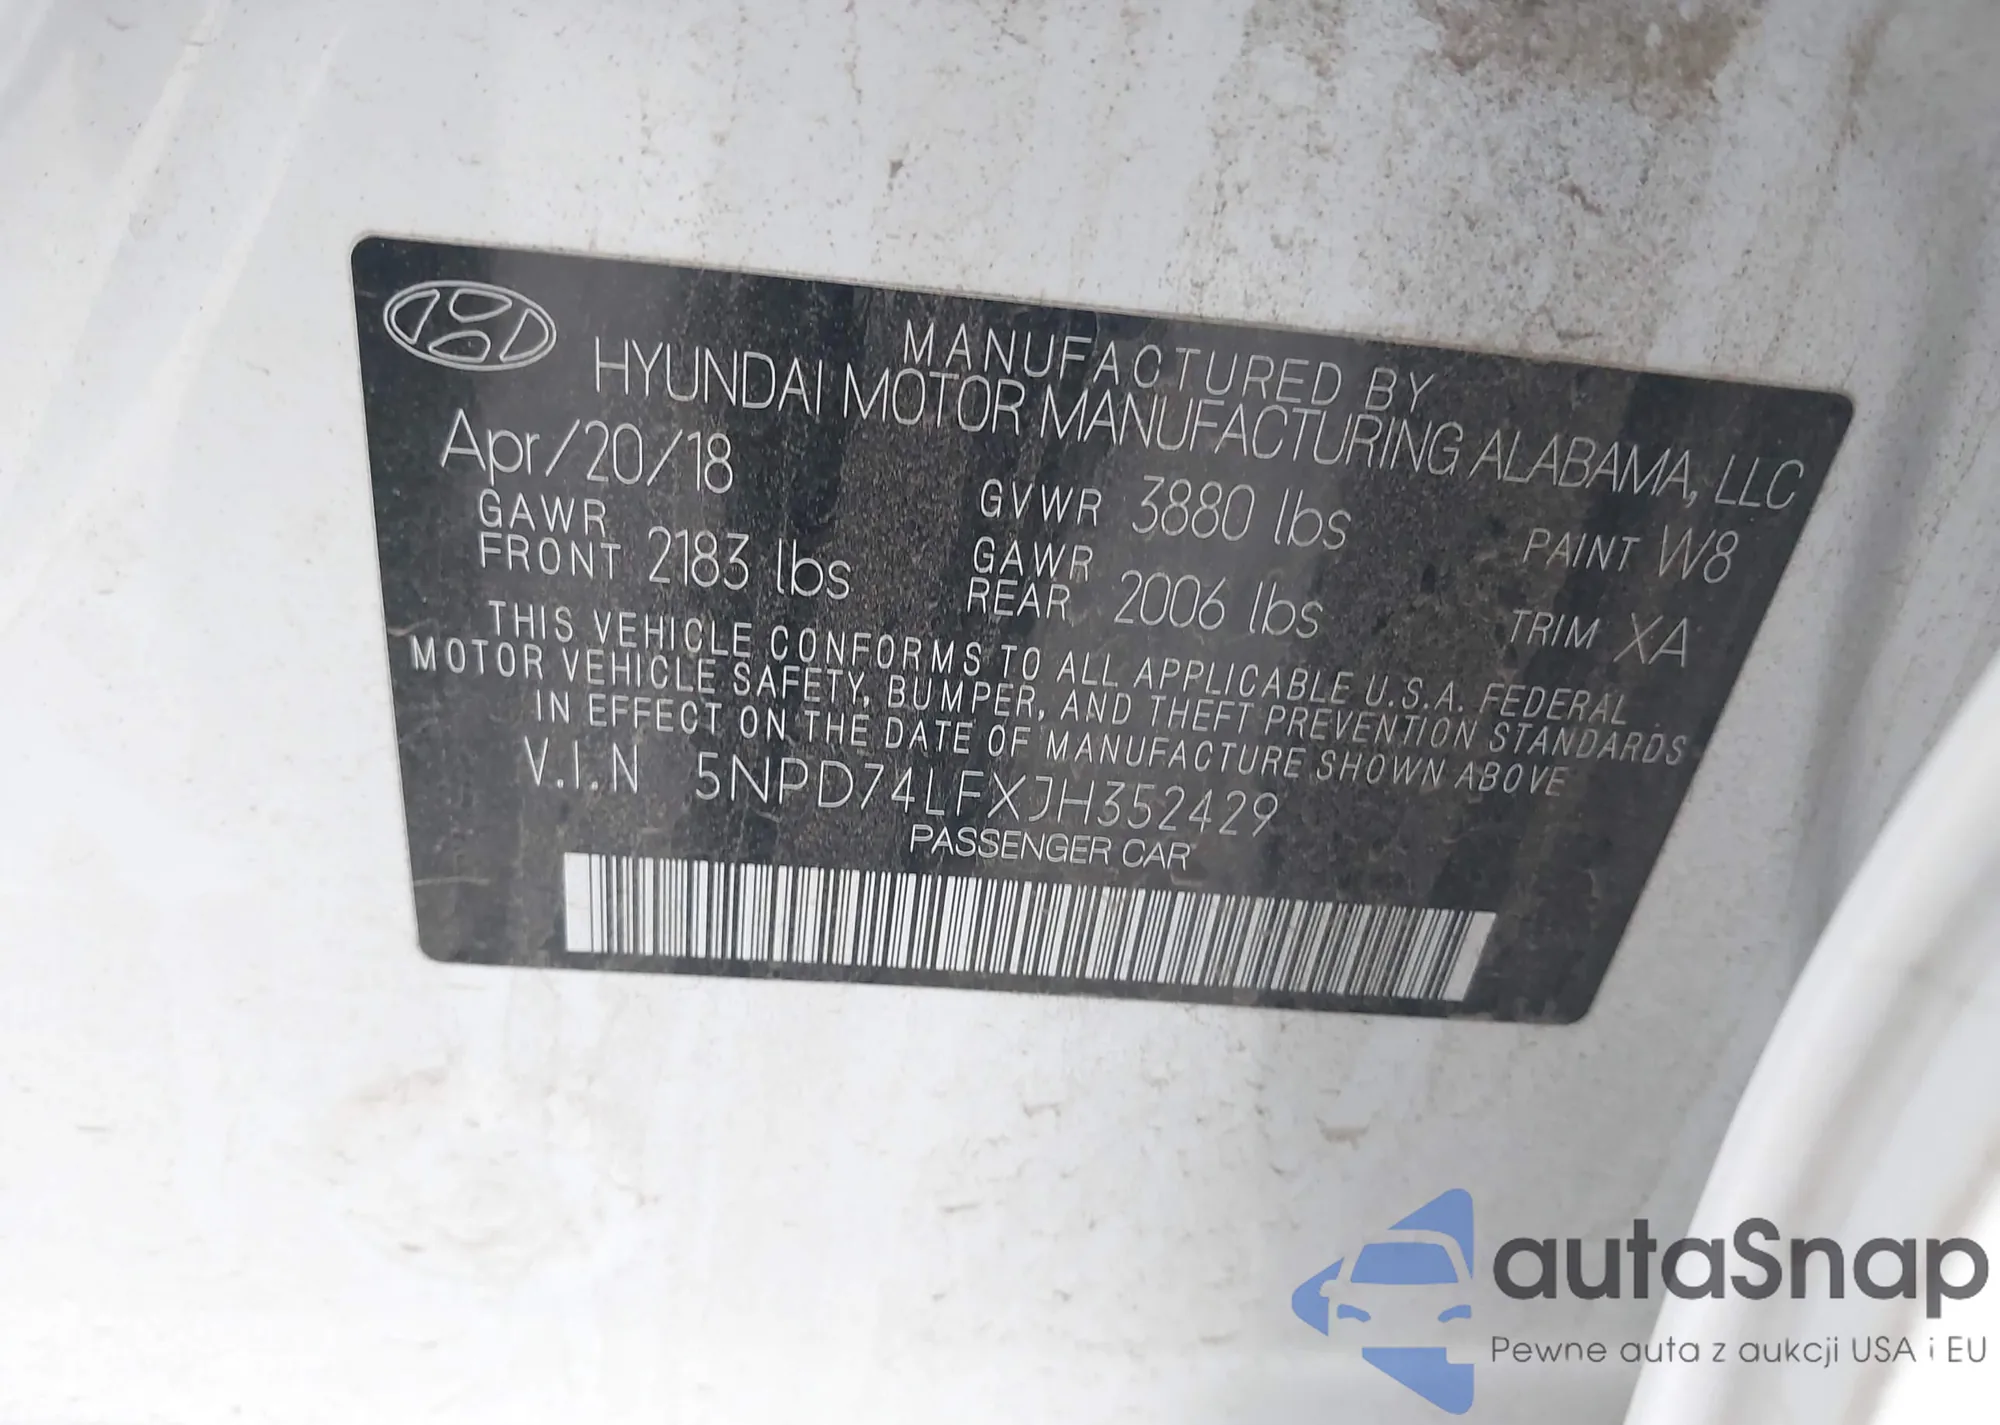 MANUFACTURED BY
HYUNDAI MOTOR MANUFACTURING ALABAMA, LLC
Apr/20/18 GVWR 3880 lbs PAINT W8
GAWR FRONT 2183 lbs GAWR REAR 2006 lbs TRIM XA
THIS VEHICLE CONFORMS TO ALL APPLICABLE U.S.A. FEDERAL
MOTOR VEHICLE SAFETY, BUMPER, AND THEFT PREVENTION STANDARDS
IN EFFECT ON THE DATE OF MANUFACTURE SHOWN ABOVE
V.I.N 5NPD74LFXJH352429
PASSENGER CAR
autaSnap
Pewne auta z aukcji USA i EU